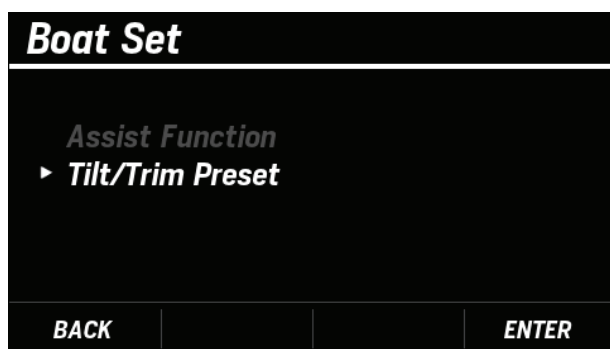 Boat Set
Assist Function
Tilt/Trim Preset
BACK ENTER